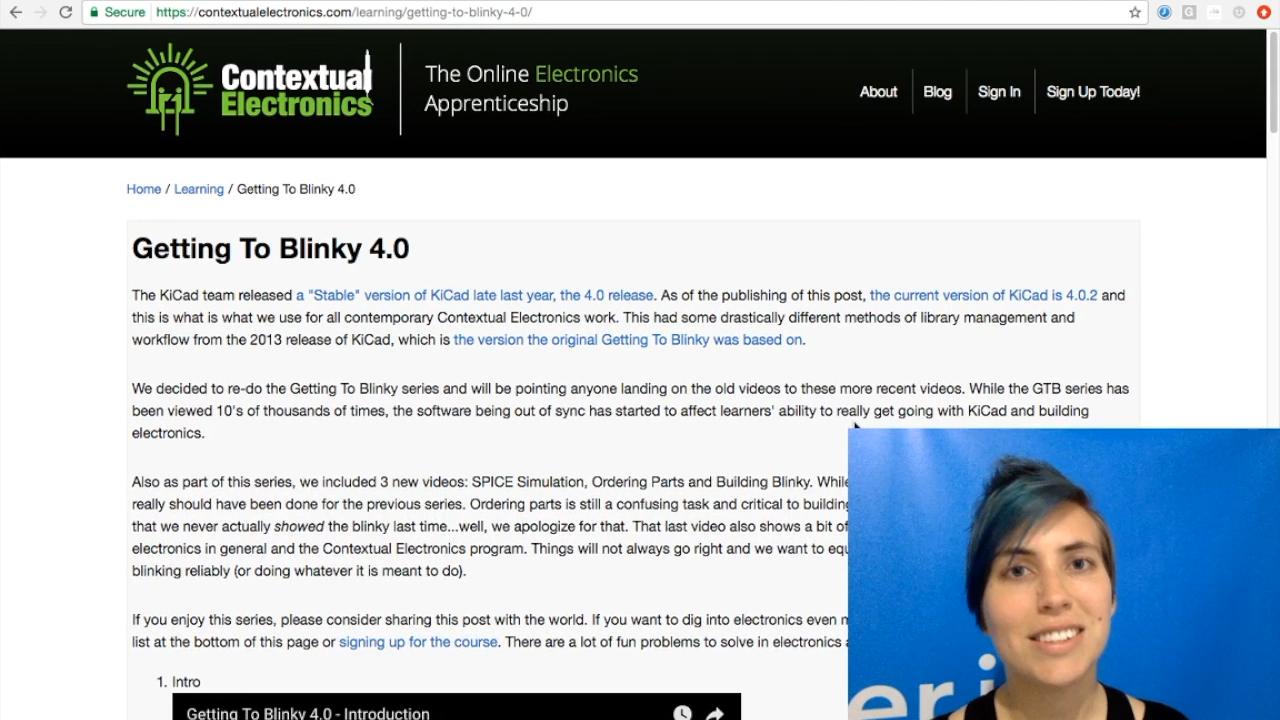 Secure https://contextualelectronics.com/learning/getting-to-blinky-4-0/
Contextual
Electronics
The Online Electronics
Apprenticeship
About
Blog
Sign In
Sign Up Today!
Home / Learning / Getting To Blinky 4.0
Getting To Blinky 4.0
The KiCad team released a "Stable" version of KiCad late last year, the 4.0 release. As of the publishing of this post, the current version of KiCad is 4.0.2 and
this is what is what we use for all contemporary Contextual Electronics work. This had some drastically different methods of library management and
workflow from the 2013 release of KiCad, which is the version the original Getting To Blinky was based on.
We decided to re-do the Getting To Blinky series and will be pointing anyone landing on the old videos to these more recent videos. While the GTB series has
been viewed 10's of thousands of times, the software being out of sync has started to affect learners' ability to really get going with KiCad and building
electronics.
Also as part of this series, we included 3 new videos: SPICE Simulation, Ordering Parts and Building Blinky. While
really should have been done for the previous series. Ordering parts is still a confusing task and critical to building
that we never actually showed the blinky last time...well, we apologize for that. That last video also shows a bit of
electronics in general and the Contextual Electronics program. Things will not always go right and we want to equ
blinking reliably (or doing whatever it is meant to do).
If you enjoy this series, please consider sharing this post with the world. If you want to dig into electronics even m
list at the bottom of this page or signing up for the course. There are a lot of fun problems to solve in electronics a
1. Intro
Getting To Blinky 4.0 - Introduction
er.i